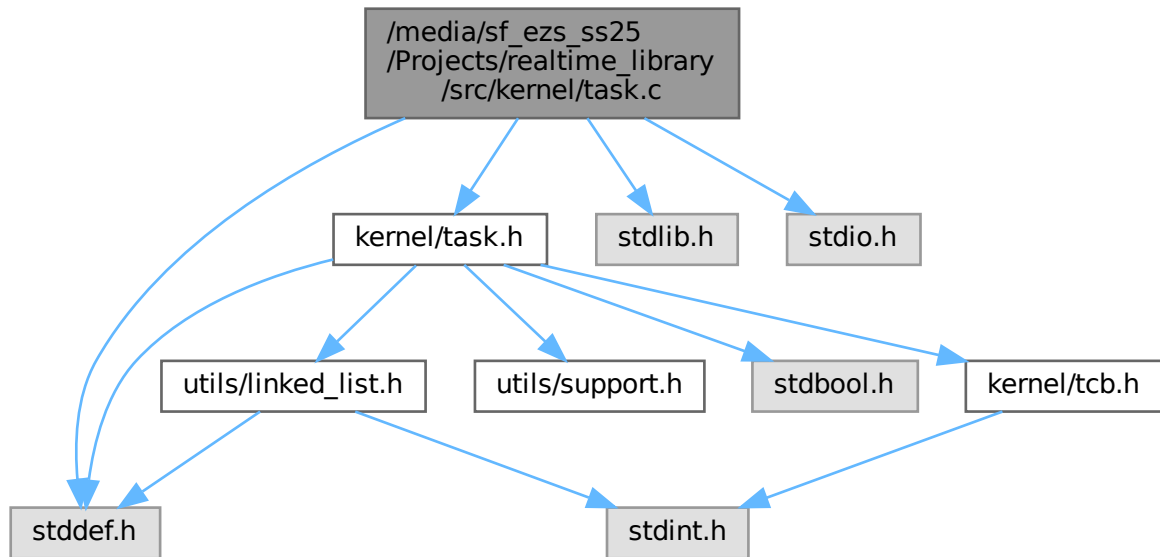 /media/sf_ezs_ss25
/Projects/realtime_library
/src/kernel/task.c
kernel/task.h
stdlib.h
stdio.h
utils/linked_list.h
utils/support.h
stdbool.h
kernel/tcb.h
stddef.h
stdint.h